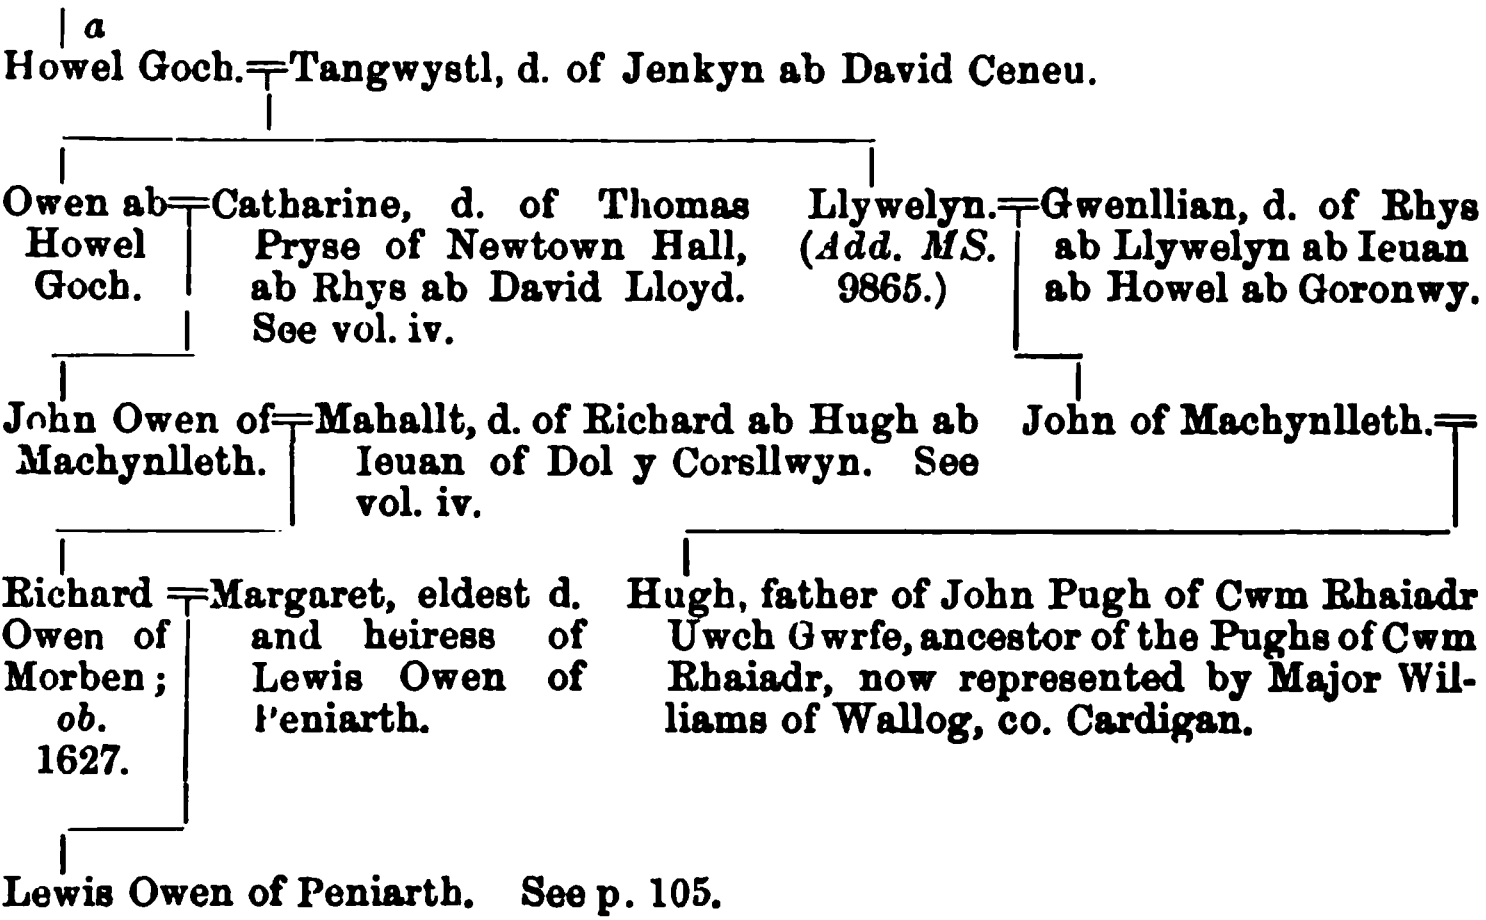 a
Howel Goch. Tangwystl, d. of Jenkyn ab David Ceneu.
Owen ab
Howel
Goch.
Catharine, d. of Thomas
Pryse of Newtown Hall,
ab Rhys ab David Lloyd.
See vol. iv.
Llywelyn.
(Add. MS.
9865.)
Gwenllian, d. of Rhys
ab Llywelyn ab Ieuan
ab Howel ab Goronwy.
John Owen of
Machynlleth.
Mahallt, d. of Richard ab Hugh ab
Ieuan of Dol y Corsllwyn. See
vol. iv.
John of Machynlleth.
Richard
Owen of
Morben;
ob.
1627.
Margaret, eldest d.
and heiress of
Lewis Owen of
Peniarth.
Hugh, father of John Pugh of Cwm Rhaiadr
Uwch Gwrfe, ancestor of the Pughs of Cwm
Rhaiadr, now represented by Major Wil-
liams of Wallog, co. Cardigan.
Lewis Owen of Peniarth. See p. 105.